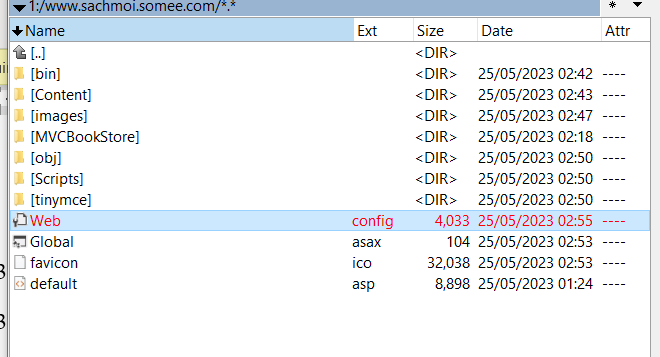 1:/www.sachmoi.somee.com/*.* * 
Name Ext Size Date Attr
[..] <DIR>
[bin] <DIR> 25/05/2023 02:42 ----
[Content] <DIR> 25/05/2023 02:43 ----
[images] <DIR> 25/05/2023 02:47 ----
[MVCBookStore] <DIR> 25/05/2023 02:18 ----
[obj] <DIR> 25/05/2023 02:50 ----
[Scripts] <DIR> 25/05/2023 02:50 ----
[tinymce] <DIR> 25/05/2023 02:50 ----
Web config 4,033 25/05/2023 02:55 ----
Global asax 104 25/05/2023 02:53 ----
favicon ico 32,038 25/05/2023 02:53 ----
default asp 8,898 25/05/2023 01:24 ----